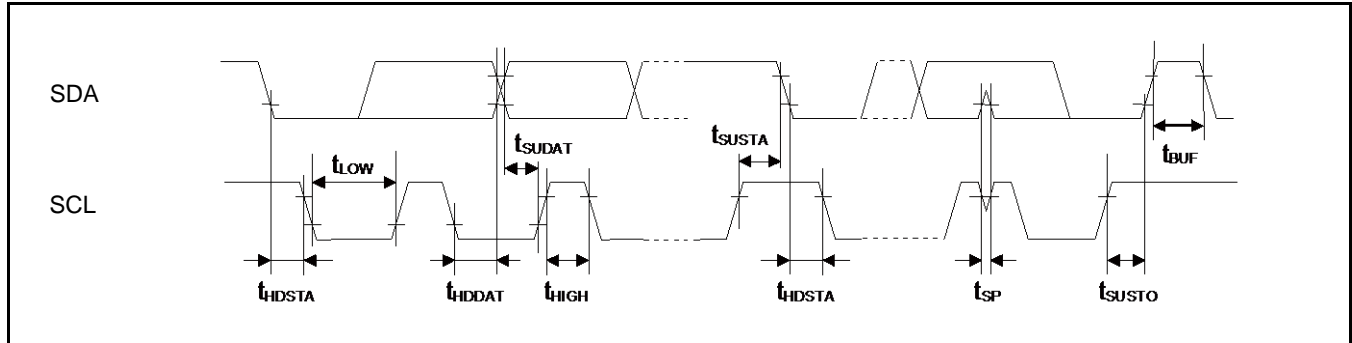 SDA
tSUDAT
tSUSTA
tBUF
tLOW
SCL
tHDSTA
tHDDAT
tHIGH
tHDSTA
tSP
tSUSTO